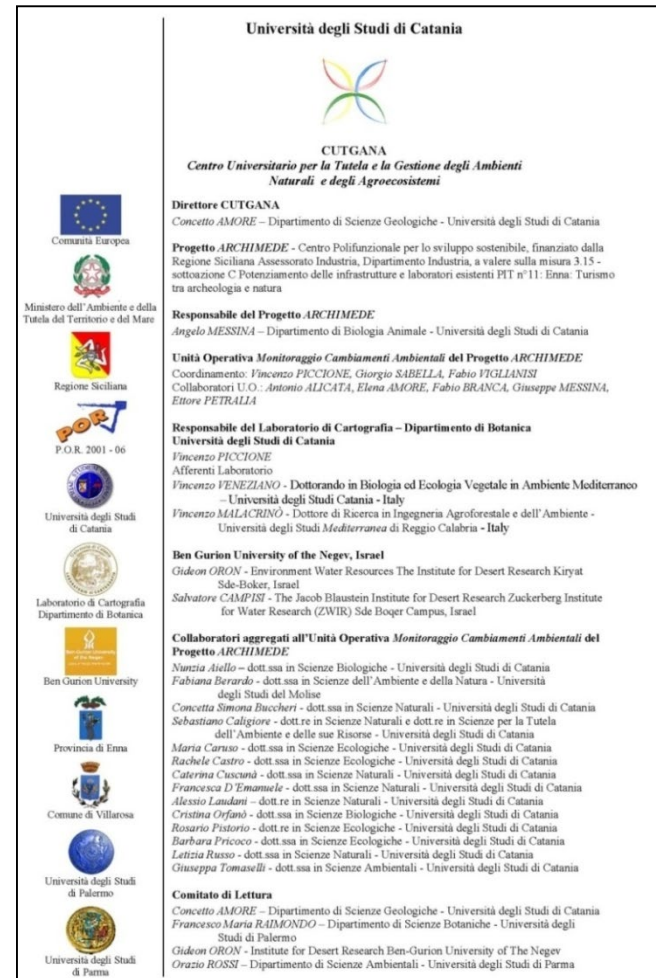 Università degli Studi di Catania
CUTGANA
Centro Universitario per la Tutela e la Gestione degli Ambienti
Naturali e degli Agroecosistemi
Direttore CUTGANA
Concetto AMORE – Dipartimento di Scienze Geologiche - Università degli Studi di Catania
Progetto ARCHIMEDE - Centro Polifunzionale per lo sviluppo sostenibile, finanziato dalla
Regione Siciliana Assessorato Industria, Dipartimento Industria, a valere sulla misura 3.15 -
sottoazione C Potenziamento delle infrastrutture e laboratori esistenti PIT n°11: Enna: Turismo
tra archeologia e natura
Responsabile del Progetto ARCHIMEDE
Angelo MESSINA – Dipartimento di Biologia Animale - Università degli Studi di Catania
Unità Operativa Monitoraggio Cambiamenti Ambientali del Progetto ARCHIMEDE
Coordinamento: Vincenzo PICCIONE, Giorgio SABELLA, Fabio VIGLIANISI
Collaboratori U.O.: Antonio ALICATA, Elena AMORE, Fabio BRANCA, Giuseppe MESSINA,
Ettore PETRALIA
Responsabile del Laboratorio di Cartografia – Dipartimento di Botanica
Università degli Studi di Catania
Vincenzo PICCIONE
Afferenti Laboratorio
Vincenzo VENEZIANO - Dottorando in Biologia ed Ecologia Vegetale in Ambiente Mediterraneo
– Università degli Studi Catania - Italy
Vincenzo MALACRINÒ - Dottore di Ricerca in Ingegneria Agroforestale e dell'Ambiente -
Università degli Studi Mediterranea di Reggio Calabria - Italy
Ben Gurion University of the Negev, Israel
Gideon ORON - Environment Water Resources The Institute for Desert Research Kiryat
Sde-Boker, Israel
Salvatore CAMPISI - The Jacob Blaustein Institute for Desert Research Zuckerberg Institute
for Water Research (ZWIR) Sde Boqer Campus, Israel
Collaboratori aggregati all'Unità Operativa Monitoraggio Cambiamenti Ambientali del
Progetto ARCHIMEDE
Nunzia Aiello – dott.ssa in Scienze Biologiche - Università degli Studi di Catania
Fabiana Berardo - dott.ssa in Scienze dell'Ambiente e della Natura - Università
degli Studi del Molise
Concetta Simona Buccheri - dott.ssa in Scienze Naturali - Università degli Studi di Catania
Sebastiano Caligiore - dott.re in Scienze Naturali e dott.re in Scienze per la Tutela
dell'Ambiente e delle sue Risorse - Università degli Studi di Catania
Maria Caruso - dott.ssa in Scienze Ecologiche - Università degli Studi di Catania
Rachele Castro - dott.ssa in Scienze Ecologiche - Università degli Studi di Catania
Caterina Cuscunà - dott.ssa in Scienze Naturali - Università degli Studi di Catania
Francesca D'Emanuele - dott.ssa in Scienze Naturali - Università degli Studi di Catania
Alessio Laudani – dott.re in Scienze Naturali - Università degli Studi di Catania
Cristina Orfanò - dott.ssa in Scienze Biologiche - Università degli Studi di Catania
Rosario Pistorio - dott.re in Scienze Ecologiche - Università degli Studi di Catania
Barbara Pricoco - dott.ssa in Scienze Ecologiche - Università degli Studi di Catania
Letizia Russo - dott.ssa in Scienze Naturali - Università degli Studi di Catania
Giuseppa Tomaselli - dott.ssa in Scienze Ambientali - Università degli Studi di Catania
Comitato di Lettura
Concetto AMORE – Dipartimento di Scienze Geologiche - Università degli Studi di Catania
Francesco Maria RAIMONDO – Dipartimento di Scienze Botaniche - Università degli
Studi di Palermo
Gideon ORON - Institute for Desert Research Ben-Gurion University of The Negev
Orazio ROSSI – Dipartimento di Scienze Ambientali - Università degli Studi di Parma
Comunità Europea
Ministero dell'Ambiente e della
Tutela del Territorio e del Mare
Regione Siciliana
POR
P.O.R. 2001 - 06
Università degli Studi
di Catania
Laboratorio di Cartografia
Dipartimento di Botanica
Ben-Gurion University
of the Negev
Ben Gurion University
Provincia di Enna
Comune di Villarosa
Università degli Studi
di Palermo
Università degli Studi
di Parma